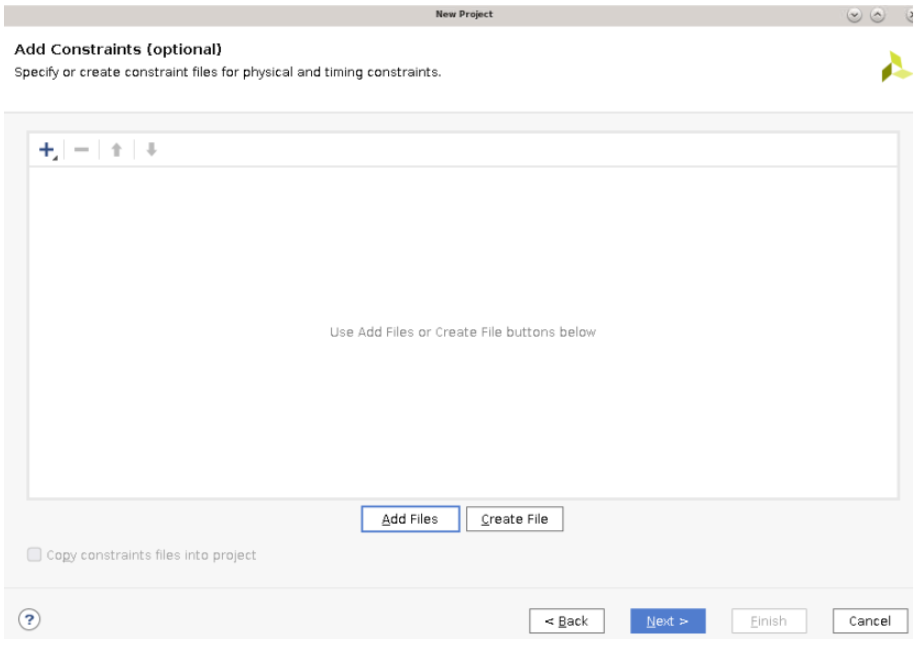 New Project
Add Constraints (optional)
Specify or create constraint files for physical and timing constraints.
Use Add Files or Create File buttons below
Add Files Create File
Copy constraints files into project
? < Back Next > Finish Cancel